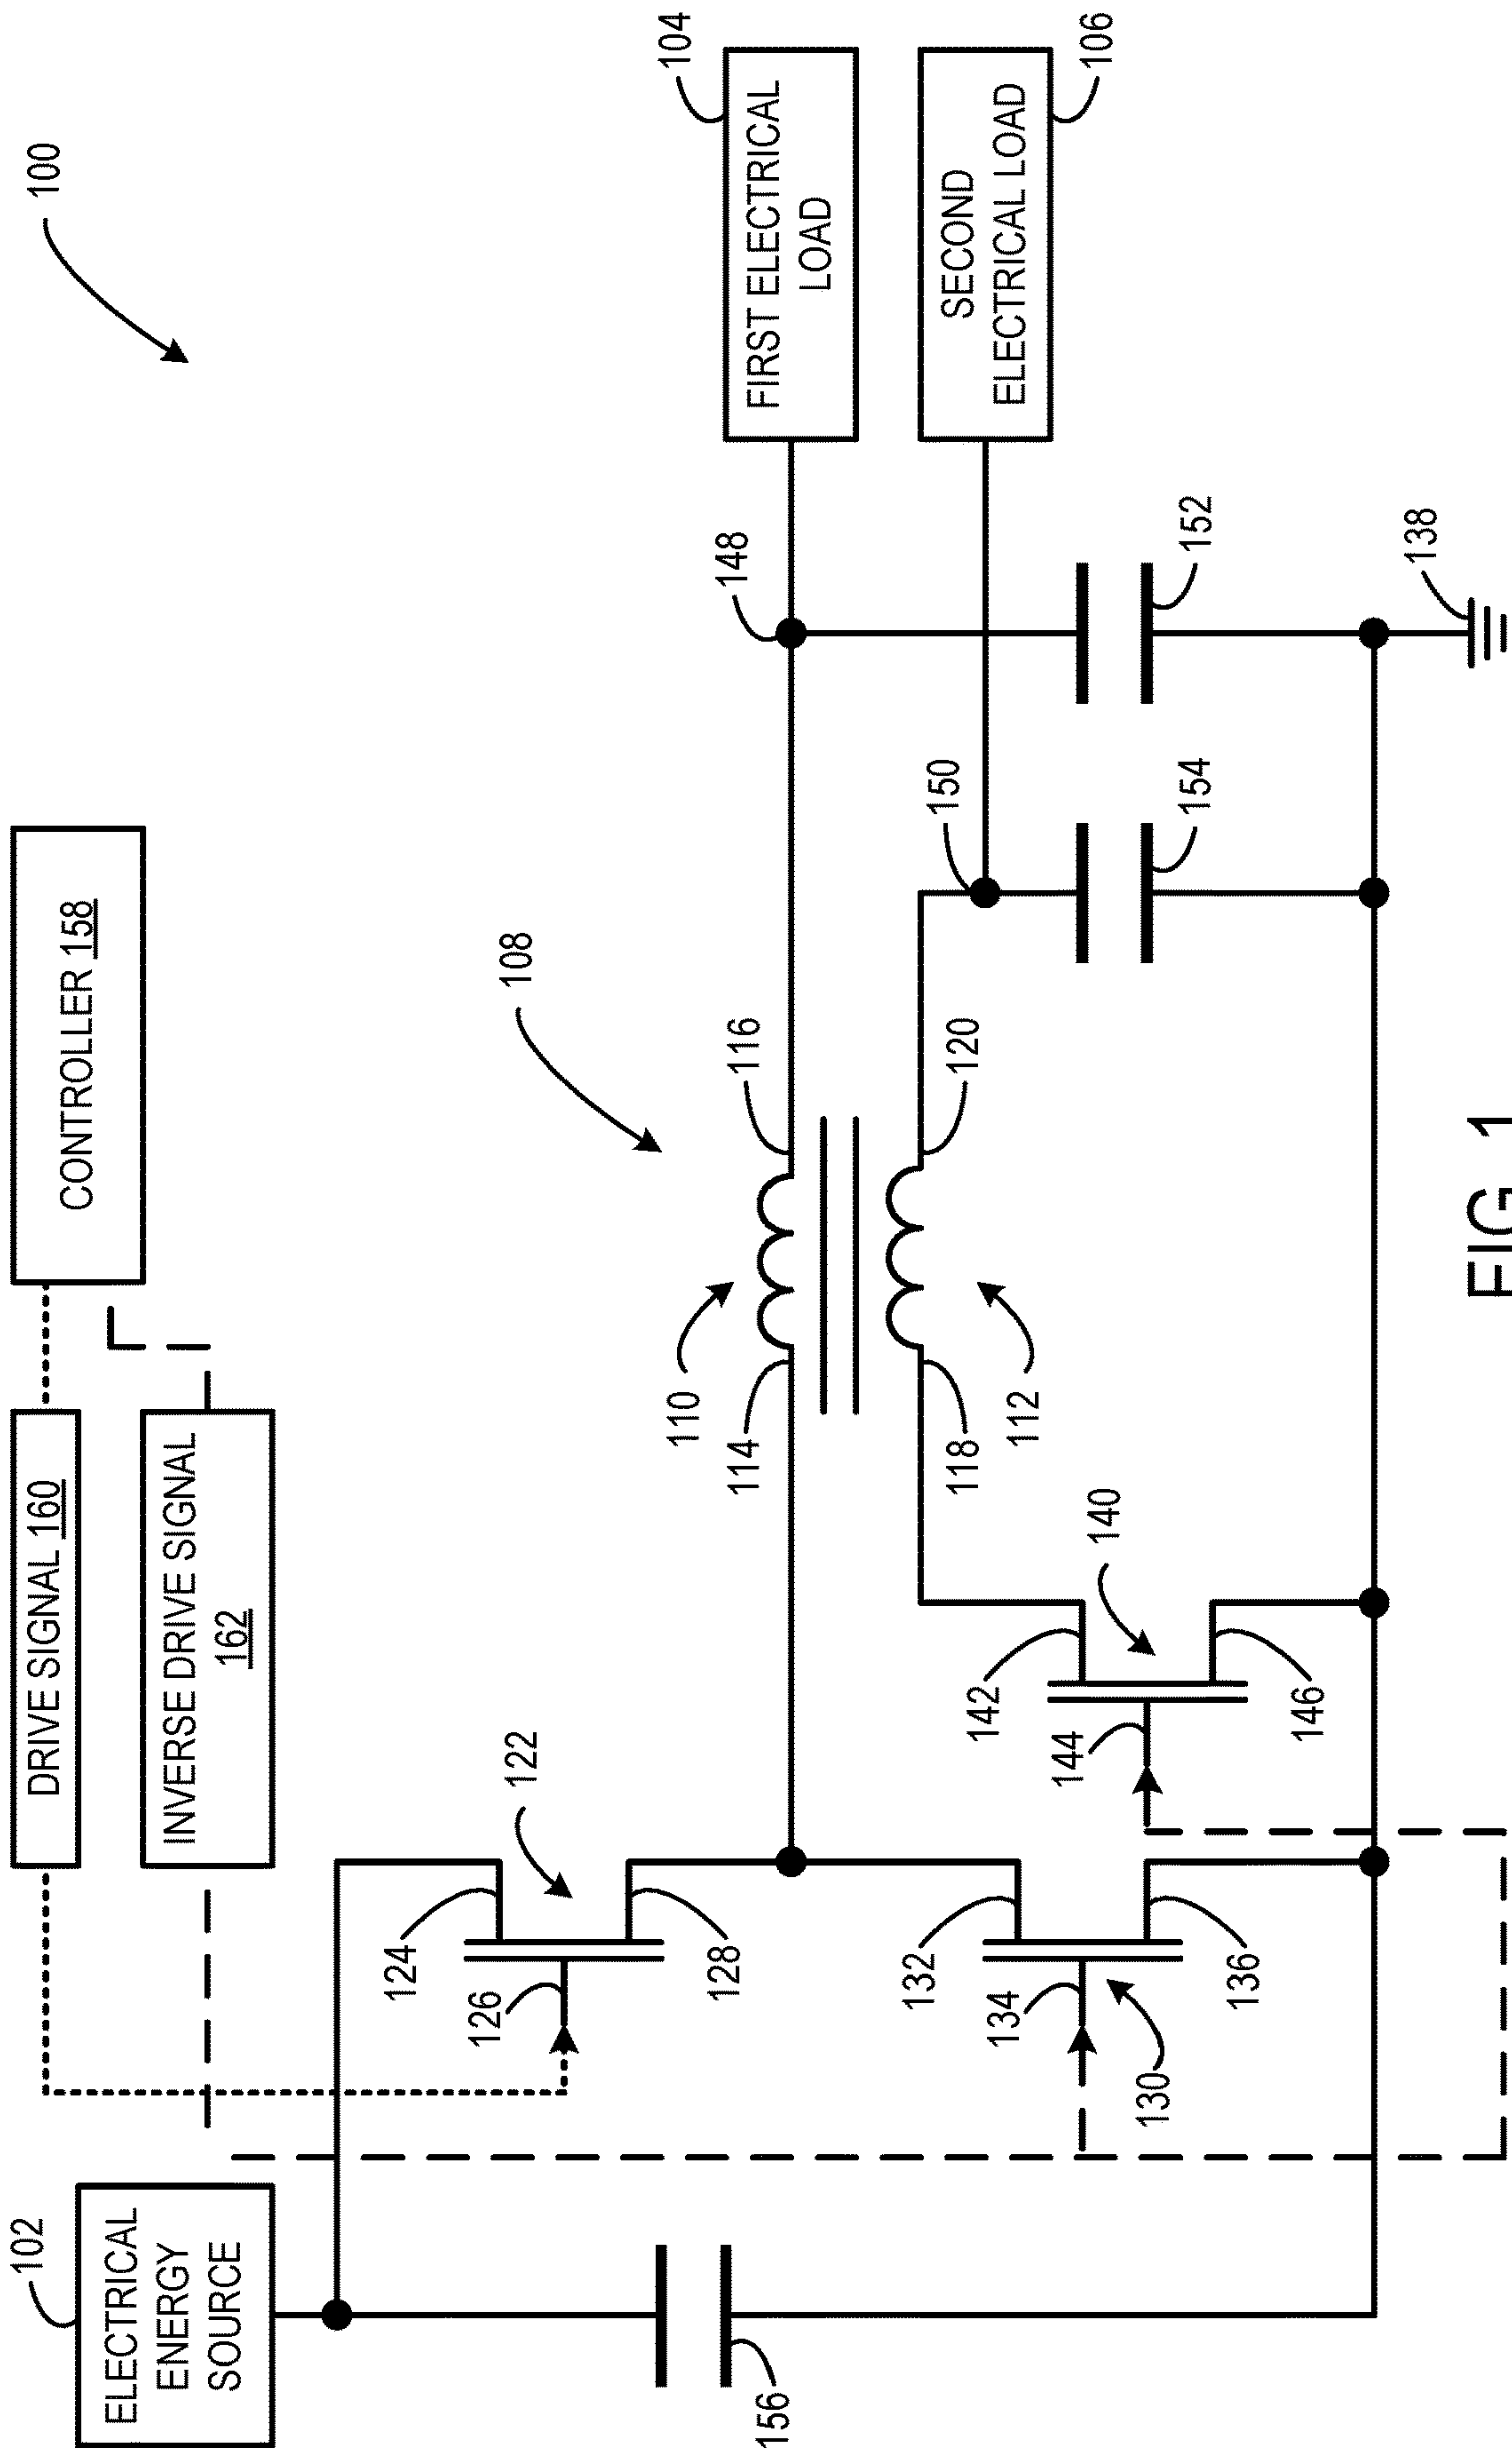 100
CONTROLLER 158
DRIVE SIGNAL 160
INVERSE DRIVE SIGNAL
162
102
ELECTRICAL
ENERGY
SOURCE
104
FIRST ELECTRICAL
LOAD
106
SECOND
ELECTRICAL LOAD
108
110
112
114
116
118
120
122
124
126
128
130
132
134
136
138
140
142
144
146
148
150
152
154
156
FIG. 1